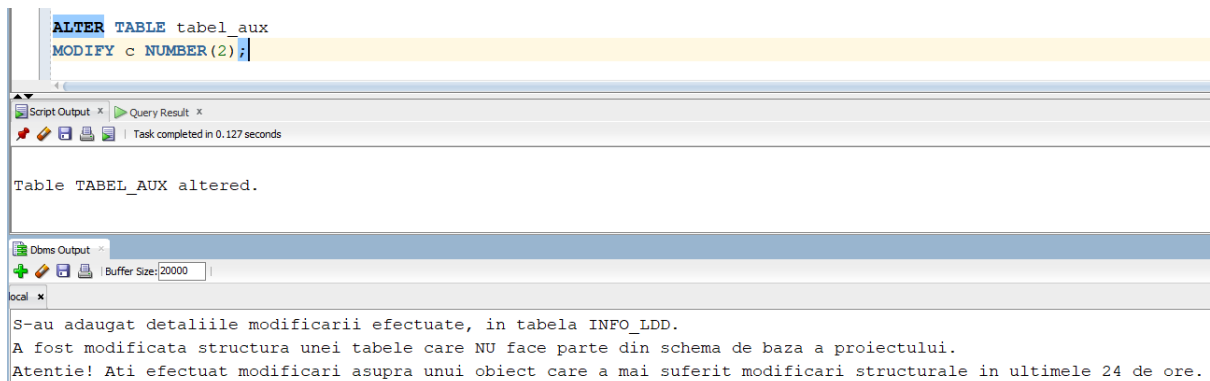 ALTER TABLE tabel_aux
MODIFY c NUMBER(2);
Script Output x Query Result x
Task completed in 0.127 seconds
Table TABEL_AUX altered.
Dbms Output x
Buffer Size: 20000
local x
S-au adaugat detaliile modificarii efectuate, in tabela INFO_LDD.
A fost modificata structura unei tabele care NU face parte din schema de baza a proiectului.
Atentie! Ati efectuat modificari asupra unui obiect care a mai suferit modificari structurale in ultimele 24 de ore.